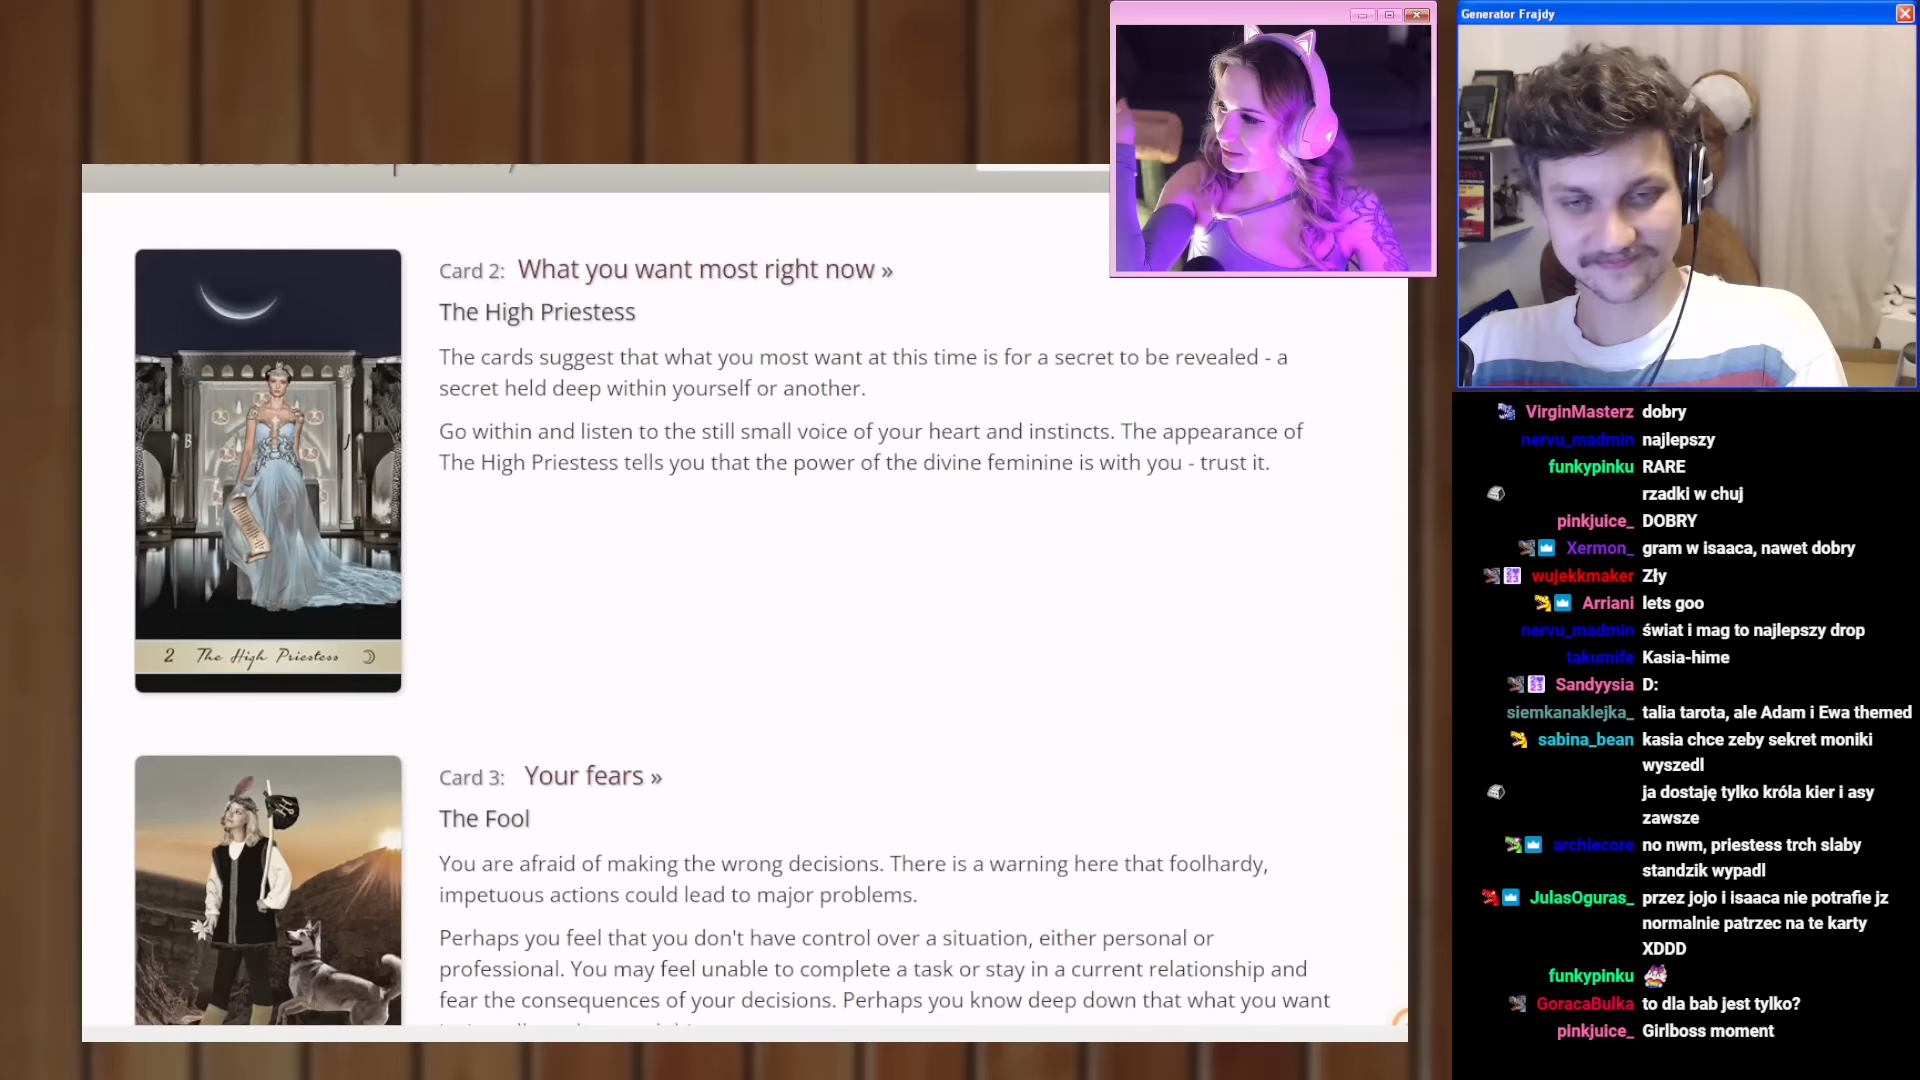 Generator Frajdy
Card 2: What you want most right now »
The High Priestess
The cards suggest that what you most want at this time is for a secret to be revealed - a
secret held deep within yourself or another.
Go within and listen to the still small voice of your heart and instincts. The appearance of
The High Priestess tells you that the power of the divine feminine is with you - trust it.
B J
2 The High Priestess
Card 3: Your fears »
The Fool
You are afraid of making the wrong decisions. There is a warning here that foolhardy,
impetuous actions could lead to major problems.
Perhaps you feel that you don't have control over a situation, either personal or
professional. You may feel unable to complete a task or stay in a current relationship and
fear the consequences of your decisions. Perhaps you know deep down that what you want
VirginMasterz dobry
nervu_madmin najlepszy
funkypinku RARE
rzadki w chuj
pinkjuice_ DOBRY
Xermon_ gram w isaaca, nawet dobry
wujekkmaker Zły
Arriani lets goo
nervu_madmin świat i mag to najlepszy drop
takumife Kasia-hime
Sandyysia D:
siemkanaklejka_ talia tarota, ale Adam i Ewa themed
sabina_bean kasia chce zeby sekret moniki
wyszedl
ja dostaję tylko króla kier i asy
zawsze
archlecore no nwm, priestess trch slaby
standzik wypadl
JulasOguras_ przez jojo i isaaca nie potrafie jz
normalnie patrzec na te karty
XDDD
funkypinku
GoracaBulka to dla bab jest tylko?
pinkjuice_ Girlboss moment